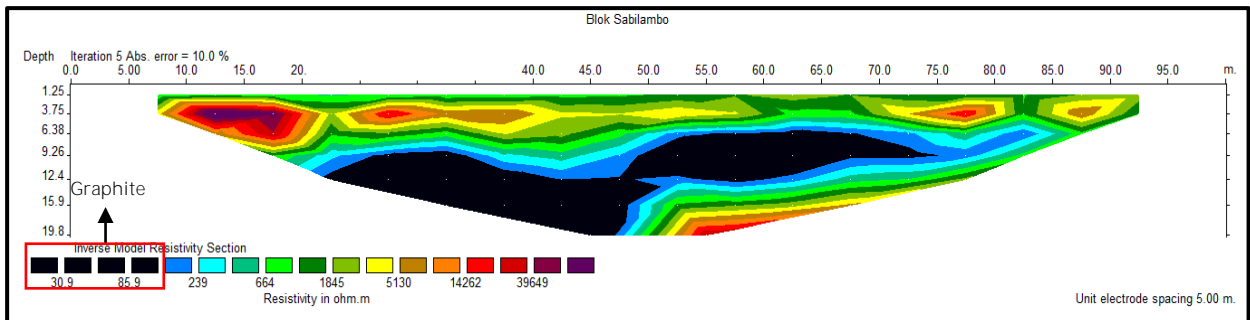 Blok Sabilambo
Depth Iteration 5 Abs. error = 10.0 %
0.0 5.00 10.0 15.0 20. 40.0 45.0 50.0 55.0 60.0 65.0 70.0 75.0 80.0 85.0 90.0 95.0 m.
1.25
3.75
6.38
9.26
12.4
Graphite
15.9
19.8
Inverse Model Resistivity Section
30.9 85.9 239 664 1845 5130 14262 39649
Resistivity in ohm.m
Unit electrode spacing 5.00 m.